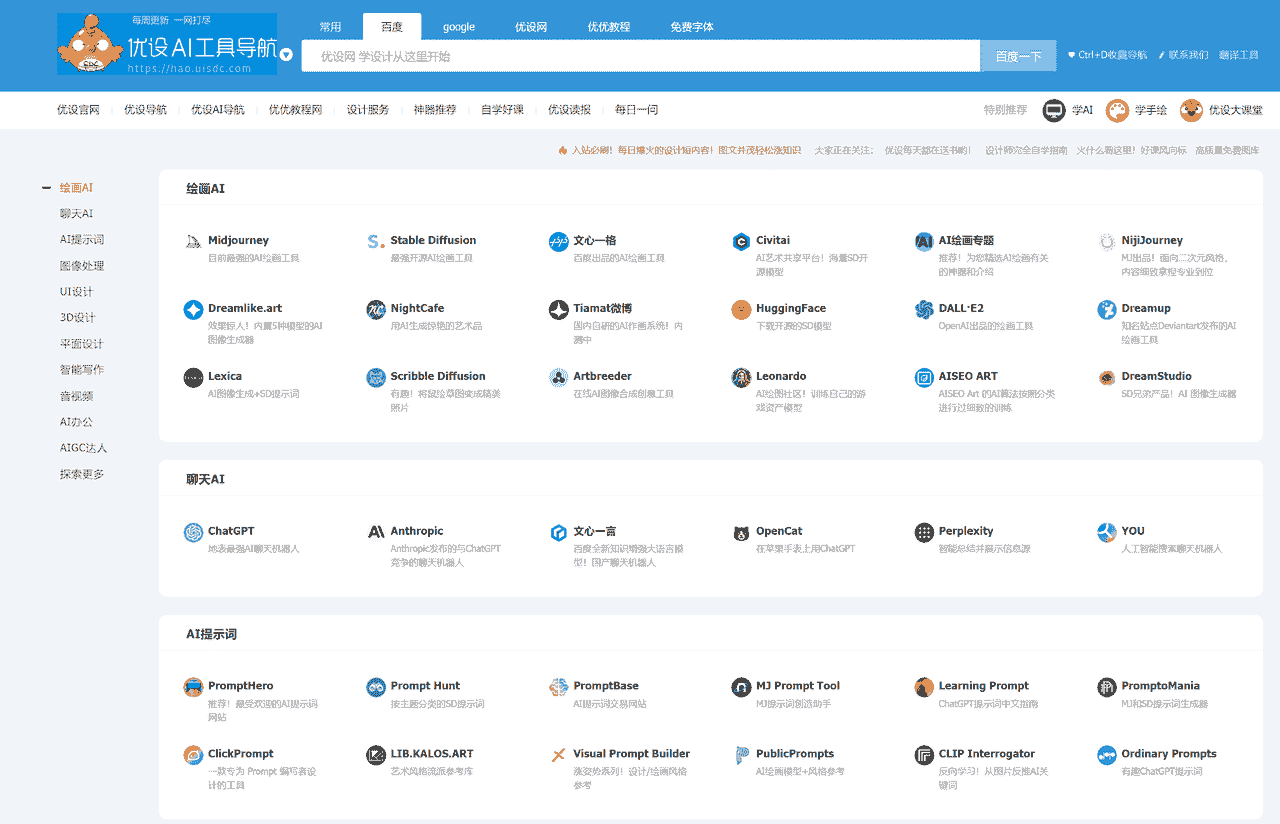 每周更新 一网打尽
优设AI工具导航
https://hao.uisdc.com
常用 百度 google 优设网 优优教程 免费字体
优设网 学设计从这里开始
百度一下
Ctrl+D收藏导航 联系我们 翻译工具
优设官网 优设导航 优设AI导航 优优教程网 设计服务 神器推荐 自学好课 优设读报 每日一问
特别推荐 学AI 学手绘 优设大课堂
入站必刷！每日爆火的设计短内容！图文并茂轻松涨知识 大家正在关注： 优设每天都在送书哟！ 设计师完全自学指南 火什么看这里！好课风向标 高质量免费图库
绘画AI
聊天AI
AI提示词
图像处理
UI设计
3D设计
平面设计
智能写作
音视频
AI办公
AIGC达人
探索更多
绘画AI
Midjourney
目前最强的AI绘画工具
Stable Diffusion
最强开源AI绘画工具
文心一格
百度出品的AI绘画工具
Civitai
AI艺术共享平台！海量SD开
源模型
AI绘画专题
推荐！为您精选AI绘画有关
的神器和介绍
NijiJourney
MJ出品！面向二次元风格，
内容细致拿捏专业到位
Dreamlike.art
效果惊人！内置5种模型的AI
图像生成器
NightCafe
用AI生成惊艳的艺术品
Tiamat微博
国内自研的AI作画系统！内
测中
HuggingFace
下载开源的SD模型
DALL·E2
OpenAI出品的绘画工具
Dreamup
知名站点Deviantart发布的AI
绘画工具
Lexica
AI图像生成+SD提示词
Scribble Diffusion
有趣！将鼠绘草图变成精美
照片
Artbreeder
在线AI图像合成创意工具
Leonardo
AI绘图社区！训练自己的游
戏资产模型
AISEO ART
AISEO Art 的AI算法按照分类
进行过细致的训练
DreamStudio
SD兄弟产品！AI 图像生成器
聊天AI
ChatGPT
地表最强AI聊天机器人
Anthropic
Anthropic发布的与ChatGPT
竞争的聊天机器人
文心一言
百度全新知识增强大语言模
型！国产聊天机器人
OpenCat
在苹果手表上用ChatGPT
Perplexity
智能总结并展示信息源
YOU
人工智能搜索聊天机器人
AI提示词
PromptHero
推荐！最受欢迎的AI提示词
网站
Prompt Hunt
按主题分类的SD提示词
PromptBase
AI提示词交易网站
MJ Prompt Tool
MJ提示词创造助手
Learning Prompt
ChatGPT提示词中文指南
PromptoMania
MJ和SD提示词生成器
ClickPrompt
一款专为 Prompt 编写者设
计的工具
LIB.KALOS.ART
艺术风格流派参考库
Visual Prompt Builder
涨姿势系列！设计/绘画风格
参考
PublicPrompts
AI绘画模型+风格参考
CLIP Interrogator
反向学习！从图片反推AI关
键词
Ordinary Prompts
有趣ChatGPT提示词